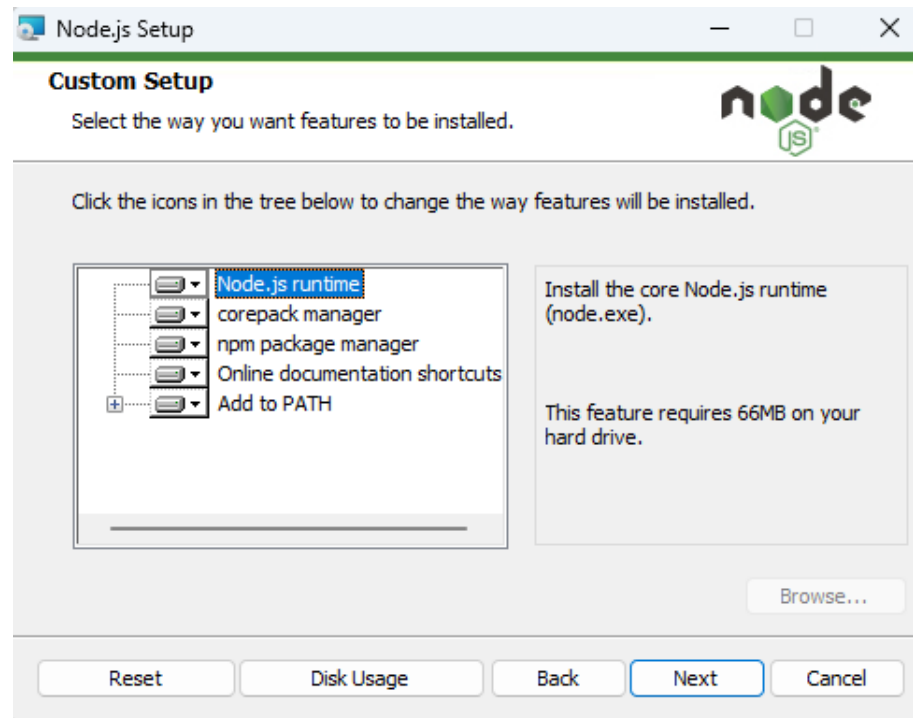 Node.js Setup
Custom Setup
Select the way you want features to be installed.
node
JS
Click the icons in the tree below to change the way features will be installed.
Node.js runtime
corepack manager
npm package manager
Online documentation shortcuts
Add to PATH
Install the core Node.js runtime
(node.exe).
This feature requires 66MB on your
hard drive.
Browse...
Reset
Disk Usage
Back
Next
Cancel